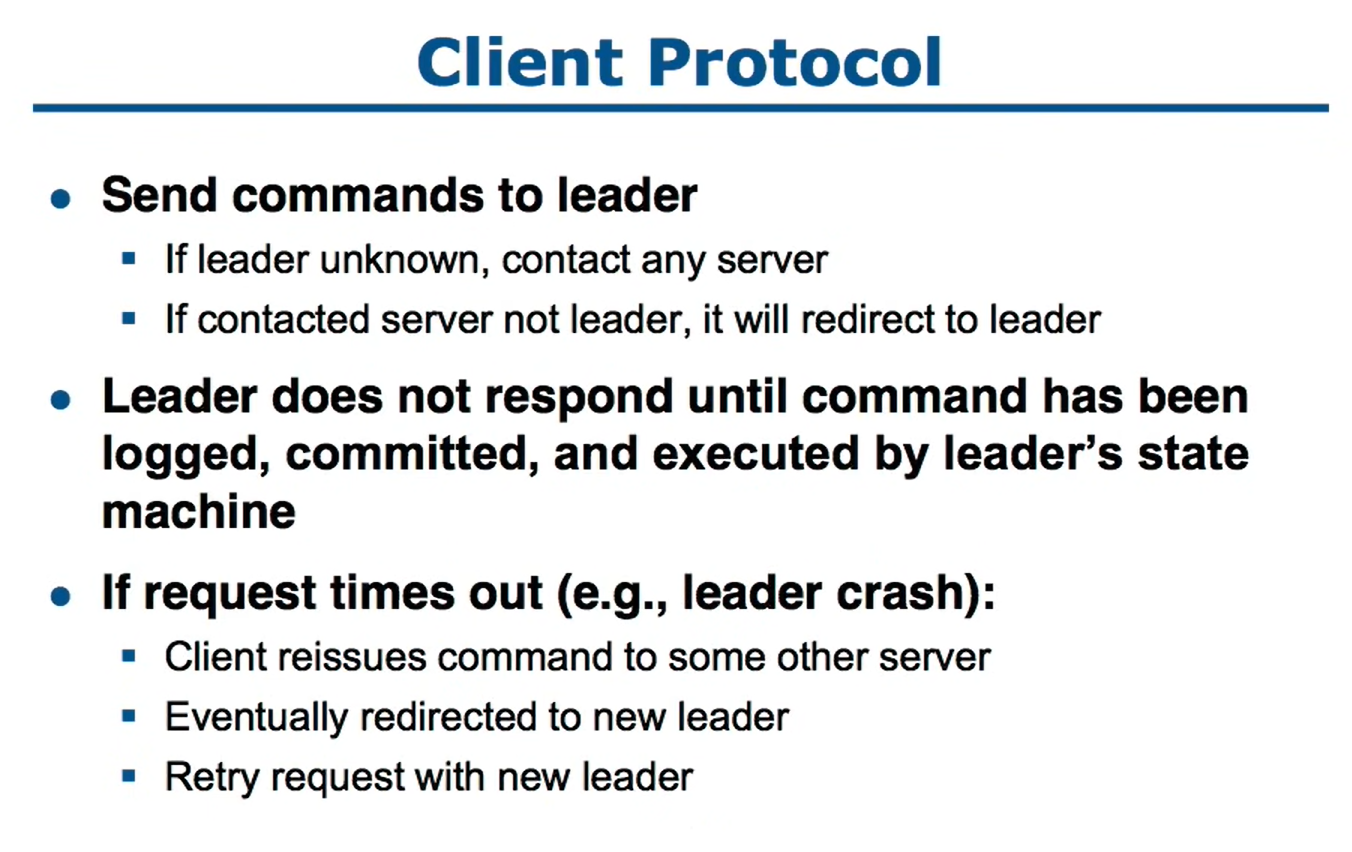 Client Protocol
Send commands to leader
If leader unknown, contact any server
If contacted server not leader, it will redirect to leader
Leader does not respond until command has been
logged, committed, and executed by leader’s state
machine
If request times out (e.g., leader crash):
Client reissues command to some other server
Eventually redirected to new leader
Retry request with new leader